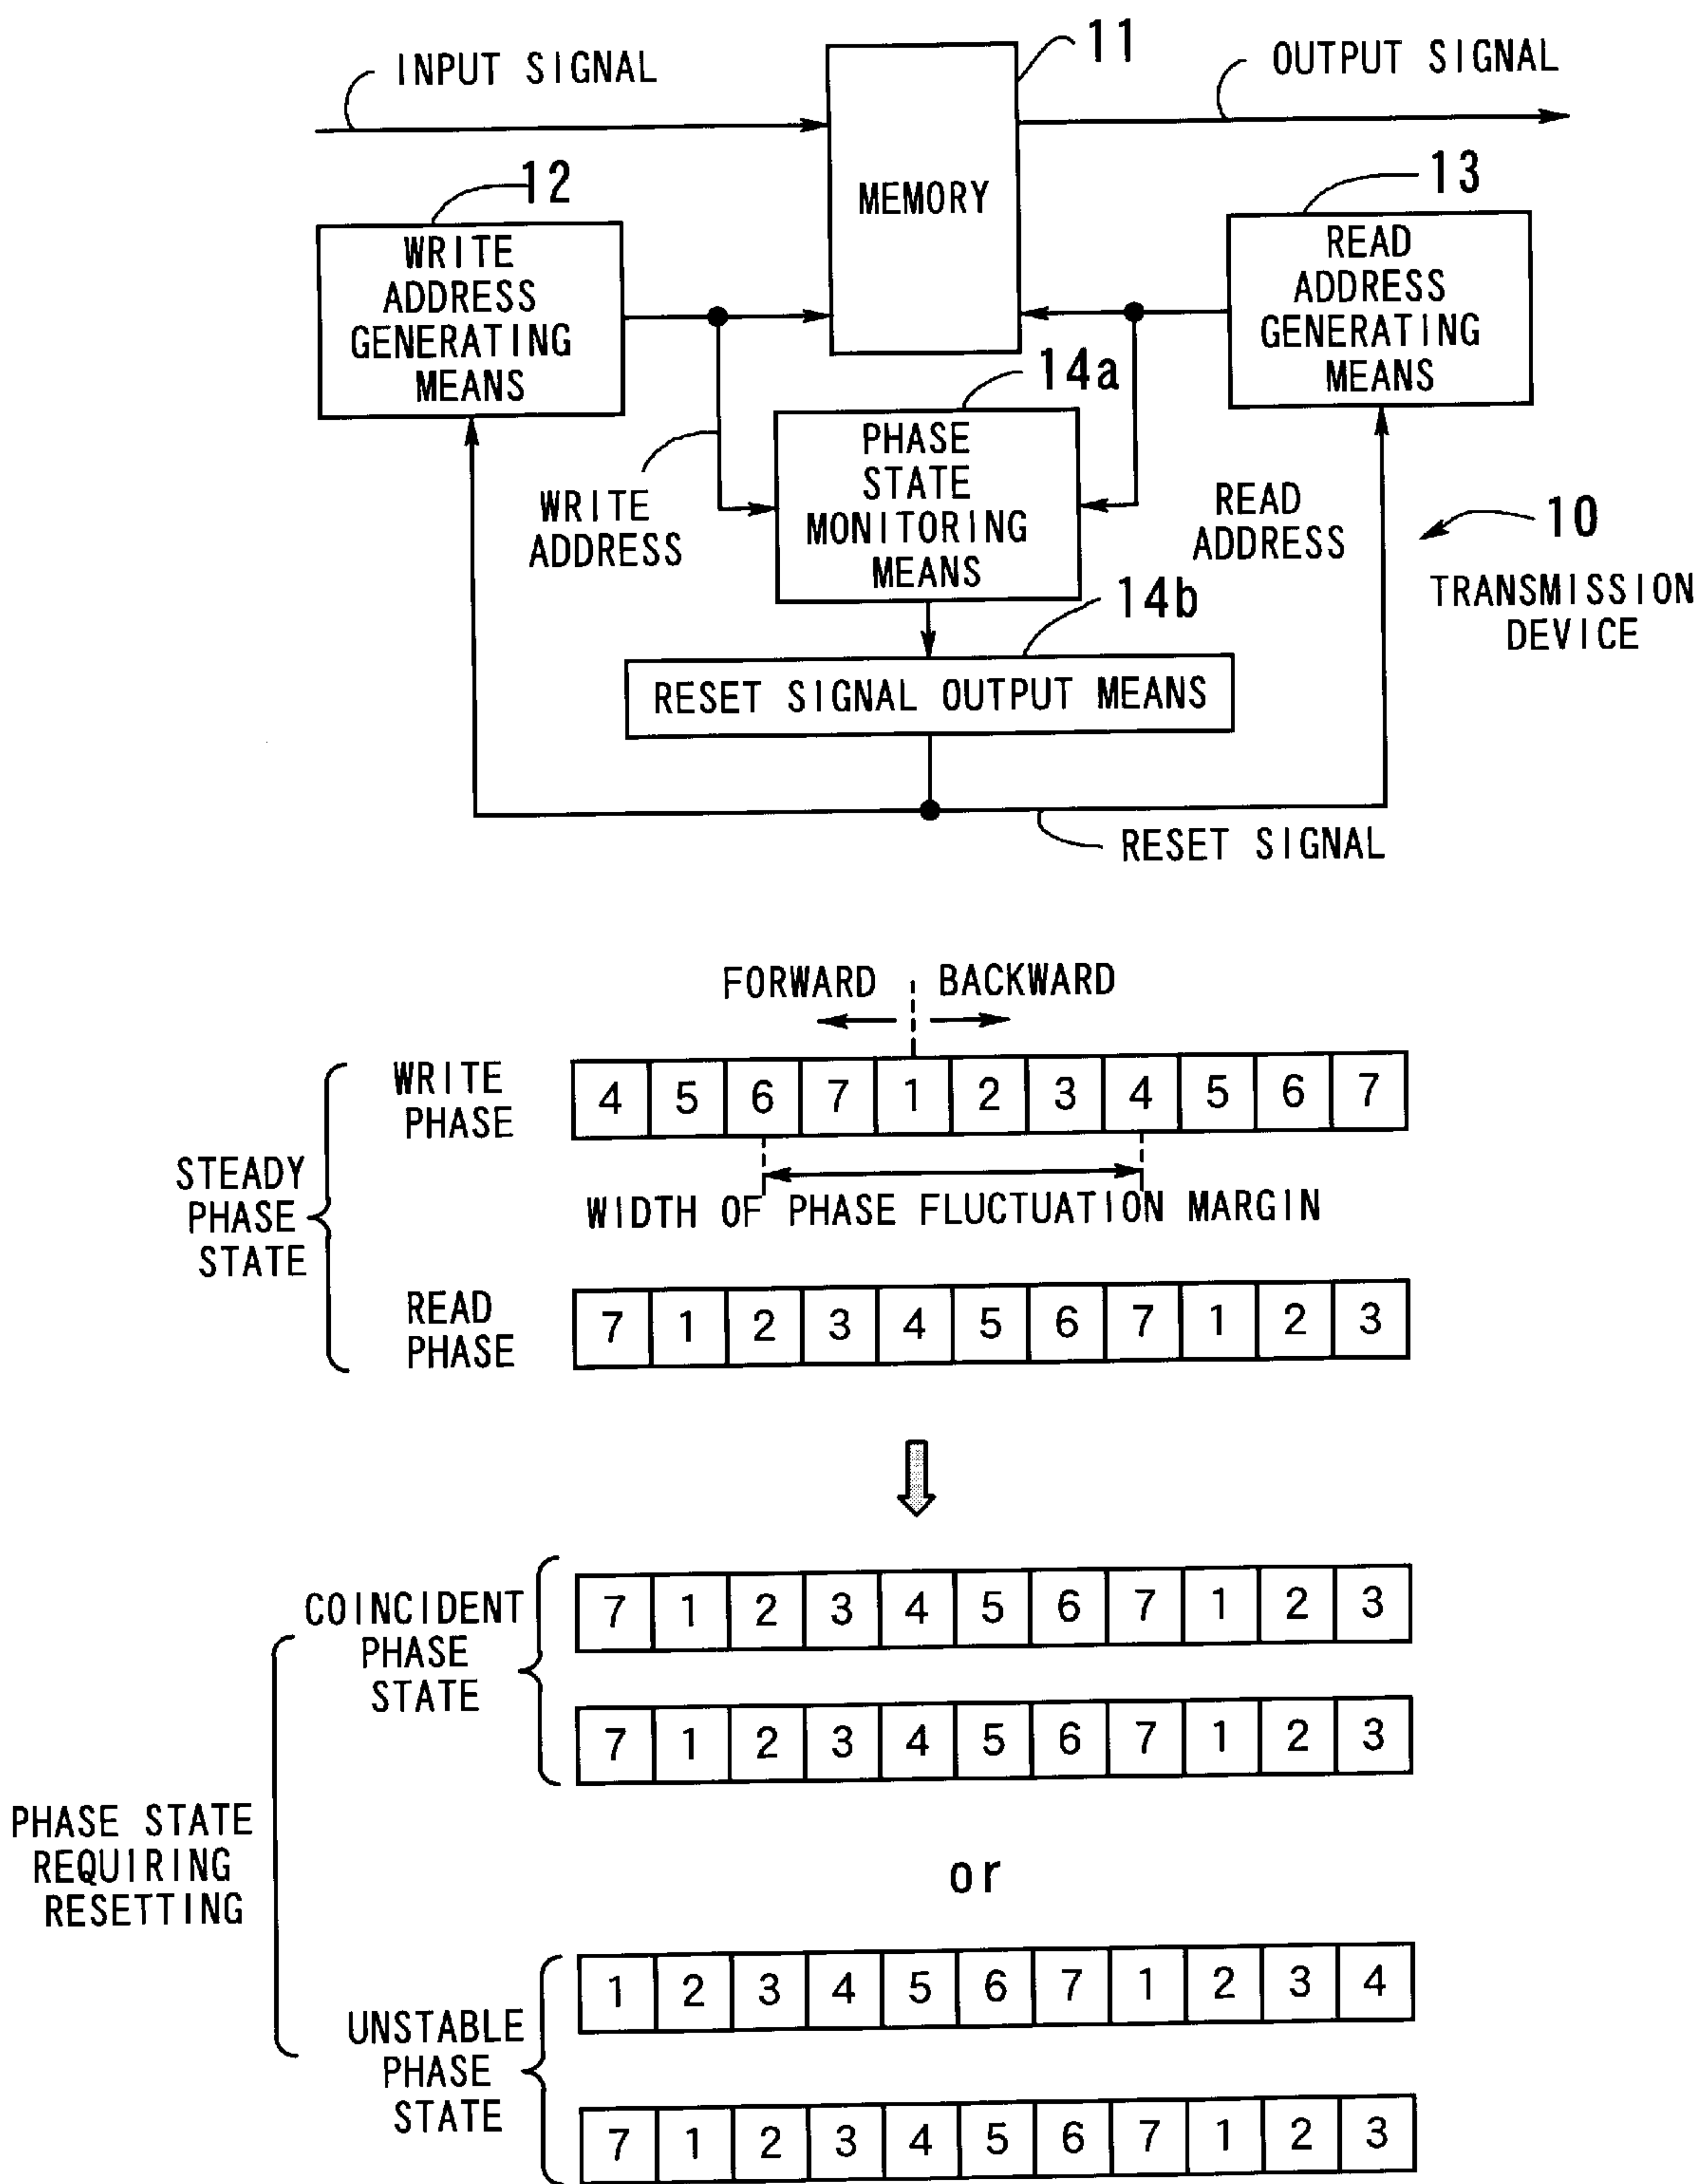 INPUT SIGNAL
11
OUTPUT SIGNAL
12
MEMORY
13
WRITE
ADDRESS
GENERATING
MEANS
READ
ADDRESS
GENERATING
MEANS
14a
PHASE
STATE
MONITORING
MEANS
WRITE
ADDRESS
READ
ADDRESS
10
TRANSMISSION
DEVICE
14b
RESET SIGNAL OUTPUT MEANS
RESET SIGNAL
FORWARD BACKWARD
WRITE
PHASE
4 5 6 7 1 2 3 4 5 6 7
STEADY
PHASE
STATE
WIDTH OF PHASE FLUCTUATION MARGIN
READ
PHASE
7 1 2 3 4 5 6 7 1 2 3
COINCIDENT
PHASE
STATE
7 1 2 3 4 5 6 7 1 2 3
7 1 2 3 4 5 6 7 1 2 3
PHASE STATE
REQUIRING
RESETTING
or
UNSTABLE
PHASE
STATE
1 2 3 4 5 6 7 1 2 3 4
7 1 2 3 4 5 6 7 1 2 3